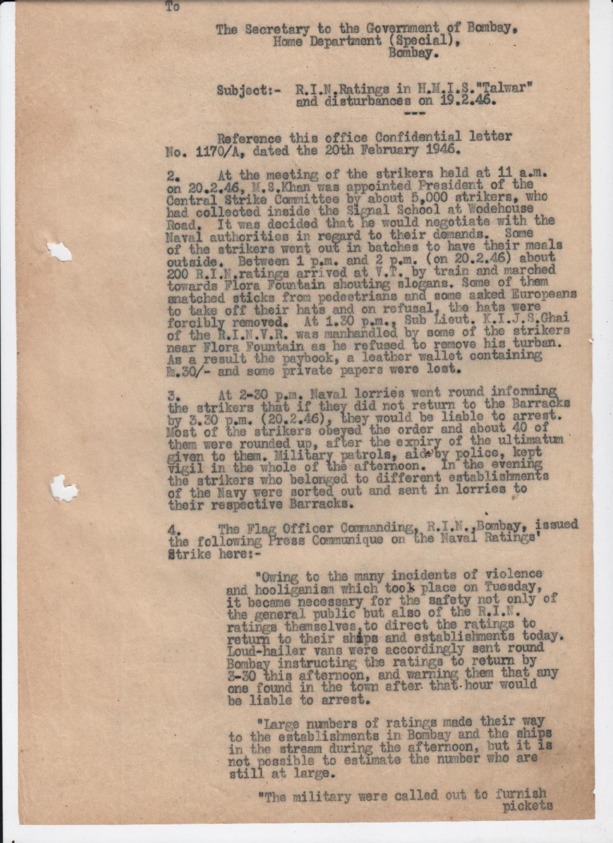 To
The Secretary to the Government of Bombay,
Home Department (Special),
Bombay.
Subject:- R.I.N.Ratings in H.M.I.S."Talwar"
and disturbances on 19.2.46.
---
Reference this office Confidential letter
No. 1170/A, dated the 20th February 1946.
2. At the meeting of the strikers held at 11 a.m.
on 20.2.46, M.S.Khan was appointed President of the
Central Strike Committee by about 5,000 strikers, who
had collected inside the Signal School at Wodehouse
Road. It was decided that he would negotiate with the
Naval authorities in regard to their demands. Some
of the strikers went out in batches to have their meals
outside. Between 1 p.m. and 2 p.m. (on 20.2.46) about
200 R.I.N.ratings arrived at V.T. by train and marched
towards Flora Fountain shouting slogans. Some of them
snatched sticks from pedestrians and some asked Europeans
to take off their hats and on refusal, the hats were
forcibly removed. At 1.30 p.m., Sub Lieut. K.I.J.S.Ghai
of the R.I.N.V.R. was manhandled by some of the strikers
near Flora Fountain as he refused to remove his turban.
As a result the paybook, a leather wallet containing
Rs.30/- and some private papers were lost.
3. At 2-30 p.m. Naval lorries went round informing
the strikers that if they did not return to the Barracks
by 3.30 p.m. (20.2.46), they would be liable to arrest.
Most of the strikers obeyed the order and about 40 of
them were rounded up, after the expiry of the ultimatum
given to them. Military patrols, aided by police, kept
vigil in the whole of the afternoon. In the evening
the strikers who belonged to different establishments
of the Navy were sorted out and sent in lorries to
their respective Barracks.
4. The Flag Officer Commanding, R.I.N.,Bombay, issued
the following Press Communique on the Naval Ratings'
Strike here:-
"Owing to the many incidents of violence
and hooliganism which took place on Tuesday,
it became necessary for the safety not only of
the general public but also of the R.I.N.
ratings themselves,to direct the ratings to
return to their ships and establishments today.
Loud-hailer vans were accordingly sent round
Bombay instructing the ratings to return by
3-30 this afternoon, and warning them that any
one found in the town after that hour would
be liable to arrest.
"Large numbers of ratings made their way
to the establishments in Bombay and the ships
in the stream during the afternoon, but it is
not possible to estimate the number who are
still at large.
"The military were called out to furnish
pickets